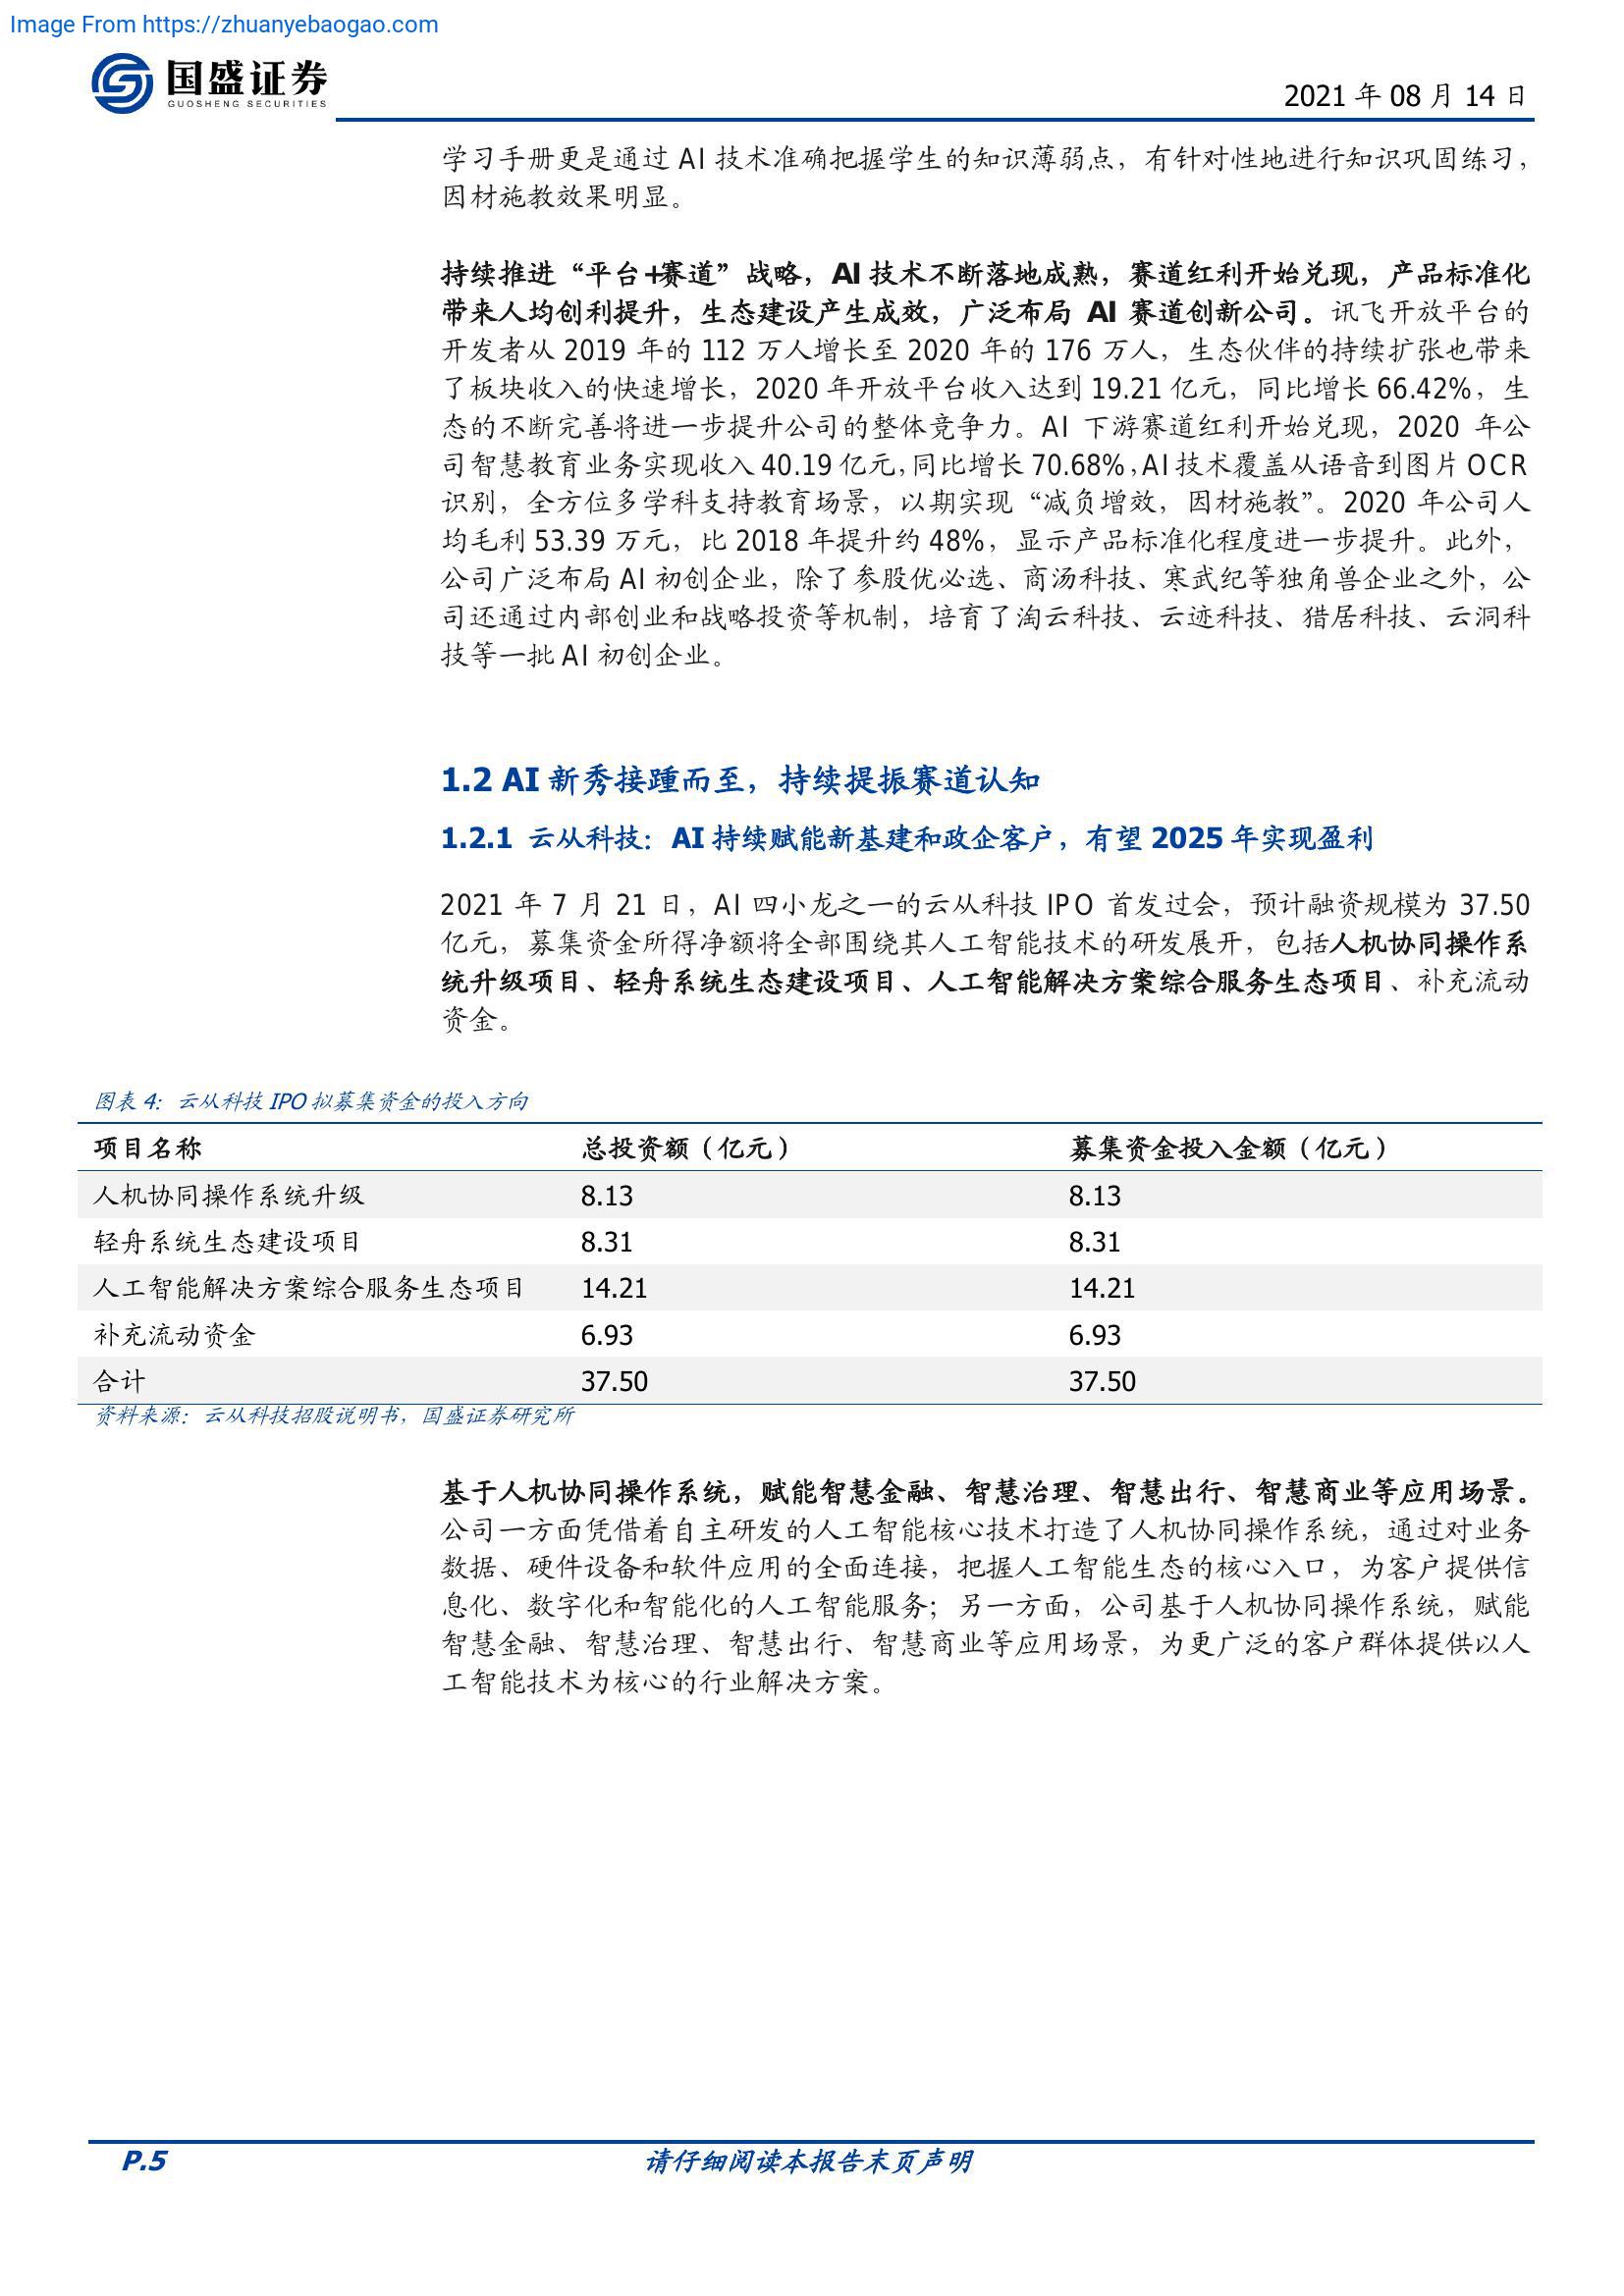 Image From https://zhuanyebaogao.com
国盛证券
GUOSHENG SECURITIES
2021 年 08 月 14 日
学习手册更是通过 AI 技术准确把握学生的知识薄弱点，有针对性地进行知识巩固练习，
因材施教效果明显。
持续推进“平台+赛道”战略，AI 技术不断落地成熟，赛道红利开始兑现，产品标准化
带来人均创利提升，生态建设产生成效，广泛布局 AI 赛道创新公司。讯飞开放平台的
开发者从 2019 年的 112 万人增长至 2020 年的 176 万人，生态伙伴的持续扩张也带来
了板块收入的快速增长，2020 年开放平台收入达到 19.21 亿元，同比增长 66.42%，生
态的不断完善将进一步提升公司的整体竞争力。AI 下游赛道红利开始兑现，2020 年公
司智慧教育业务实现收入 40.19 亿元，同比增长 70.68%，AI 技术覆盖从语音到图片 OCR
识别，全方位多学科支持教育场景，以期实现“减负增效，因材施教”。2020 年公司人
均毛利 53.39 万元，比 2018 年提升约 48%，显示产品标准化程度进一步提升。此外，
公司广泛布局 AI 初创企业，除了参股优必选、商汤科技、寒武纪等独角兽企业之外，公
司还通过内部创业和战略投资等机制，培育了淘云科技、云迹科技、猎居科技、云洞科
技等一批 AI 初创企业。
1.2 AI 新秀接踵而至，持续提振赛道认知
1.2.1 云从科技：AI 持续赋能新基建和政企客户，有望 2025 年实现盈利
2021 年 7 月 21 日，AI 四小龙之一的云从科技 IPO 首发过会，预计融资规模为 37.50
亿元，募集资金所得净额将全部围绕其人工智能技术的研发展开，包括人机协同操作系
统升级项目、轻舟系统生态建设项目、人工智能解决方案综合服务生态项目、补充流动
资金。
图表 4：云从科技 IPO 拟募集资金的投入方向
项目名称 总投资额（亿元） 募集资金投入金额（亿元）
人机协同操作系统升级 8.13 8.13
轻舟系统生态建设项目 8.31 8.31
人工智能解决方案综合服务生态项目 14.21 14.21
补充流动资金 6.93 6.93
合计 37.50 37.50
资料来源：云从科技招股说明书，国盛证券研究所
基于人机协同操作系统，赋能智慧金融、智慧治理、智慧出行、智慧商业等应用场景。
公司一方面凭借着自主研发的人工智能核心技术打造了人机协同操作系统，通过对业务
数据、硬件设备和软件应用的全面连接，把握人工智能生态的核心入口，为客户提供信
息化、数字化和智能化的人工智能服务；另一方面，公司基于人机协同操作系统，赋能
智慧金融、智慧治理、智慧出行、智慧商业等应用场景，为更广泛的客户群体提供以人
工智能技术为核心的行业解决方案。
P.5
请仔细阅读本报告末页声明